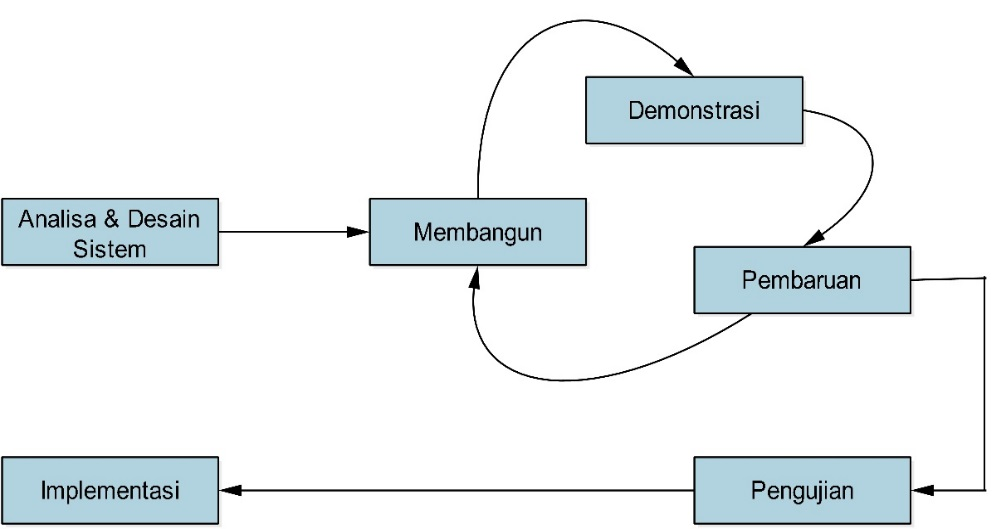 Demonstrasi
Analisa & Desain
Sistem
Membangun
Pembaruan
Implementasi
Pengujian